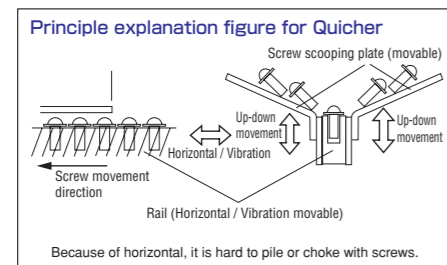 Principle explanation figure for Quicher
Screw scooping plate (movable)
Up-down
movement
Up-down
movement
Horizontal / Vibration
Screw movement
direction
Rail (Horizontal / Vibration movable)
Because of horizontal, it is hard to pile or choke with screws.